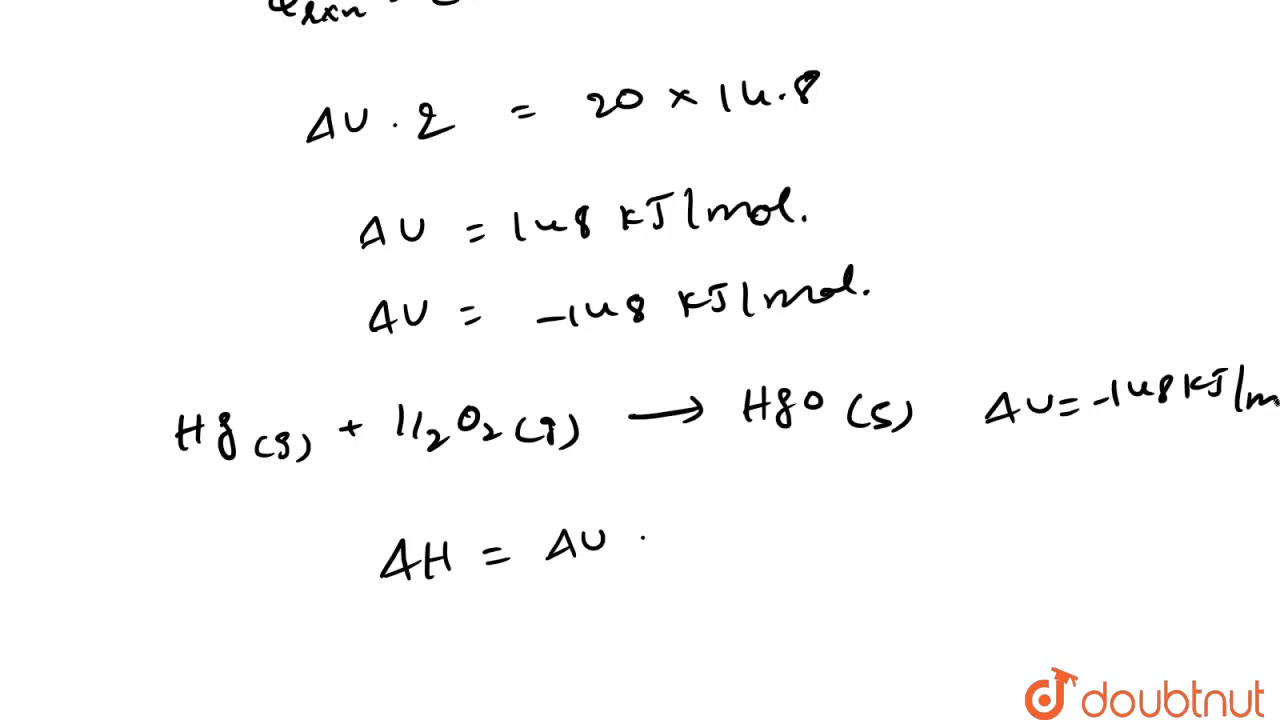 Qrxn
ΔU . 2 = 20 × 14.8
ΔU = 148 kJ/mol.
ΔU = -148 kJ/mol.
Hg(g) + 1/2 O2(g) → HgO (s) ΔU = -148 kJ/m
ΔH = ΔU .
doubtnut